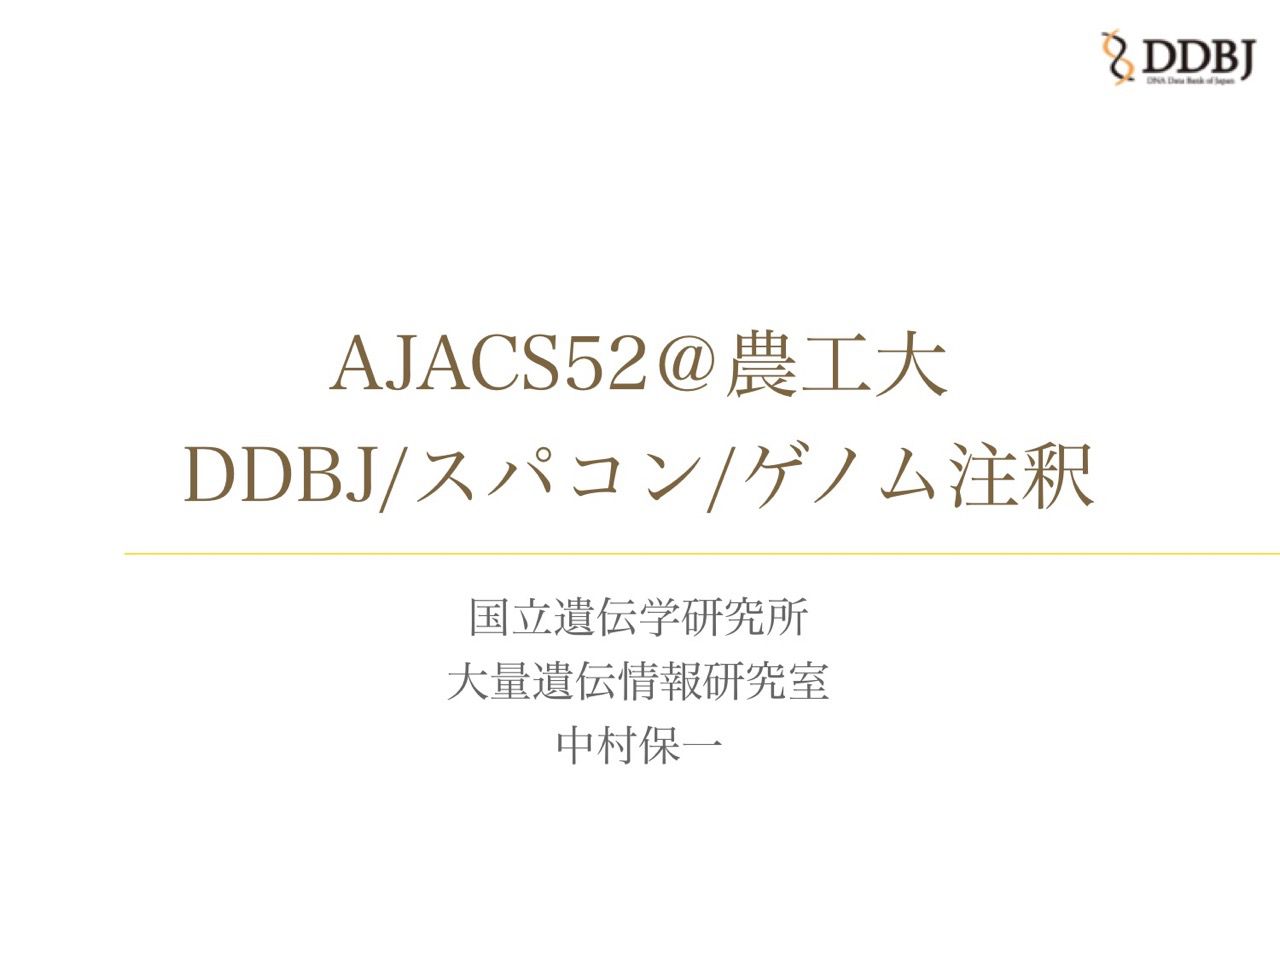 DDBJ
DNA Data Bank of Japan
AJACS52@農工大
DDBJ/スパコン/ゲノム注釈
国立遺伝学研究所
大量遺伝情報研究室
中村保一